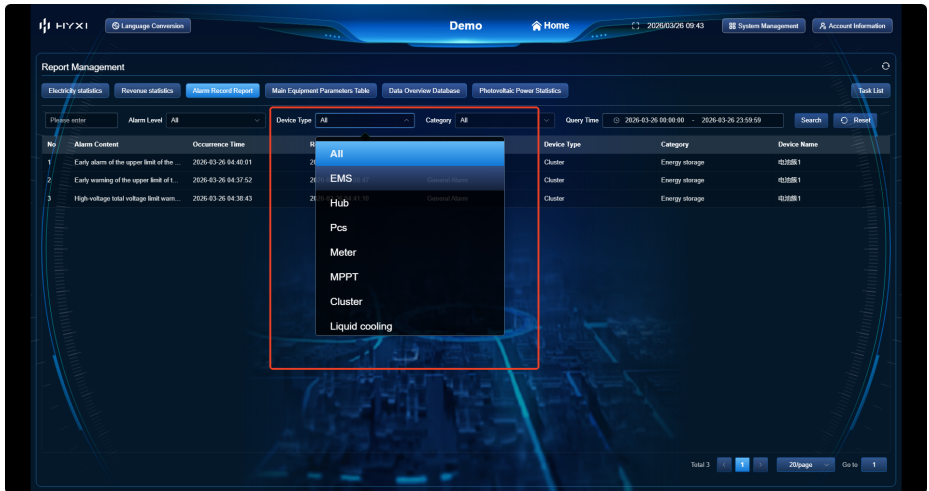 HYXI Language Conversion Demo Home 2026/03/26 09:43 System Management Account Information
Report Management
Electricity statistics Revenue statistics Alarm Record Report Main Equipment Parameters Table Data Overview Database Photovoltaic Power Statistics Task List
Please enter Alarm Level All Device Type All Category All Query Time 2026-03-26 00:00:00 - 2026-03-26 23:59:59 Search Reset
No Alarm Content Occurrence Time Device Type Category Device Name
1 Early alarm of the upper limit of the ... 2026-03-26 04:40:01 Cluster Energy storage 电池簇1
2 Early warning of the upper limit of t... 2026-03-26 04:37:52 General Alarm Cluster Energy storage 电池簇1
3 High-voltage total voltage limit warn... 2026-03-26 04:38:43 General Alarm Cluster Energy storage 电池簇1
All
EMS
Hub
Pcs
Meter
MPPT
Cluster
Liquid cooling
Total 3 1 20/page Go to 1